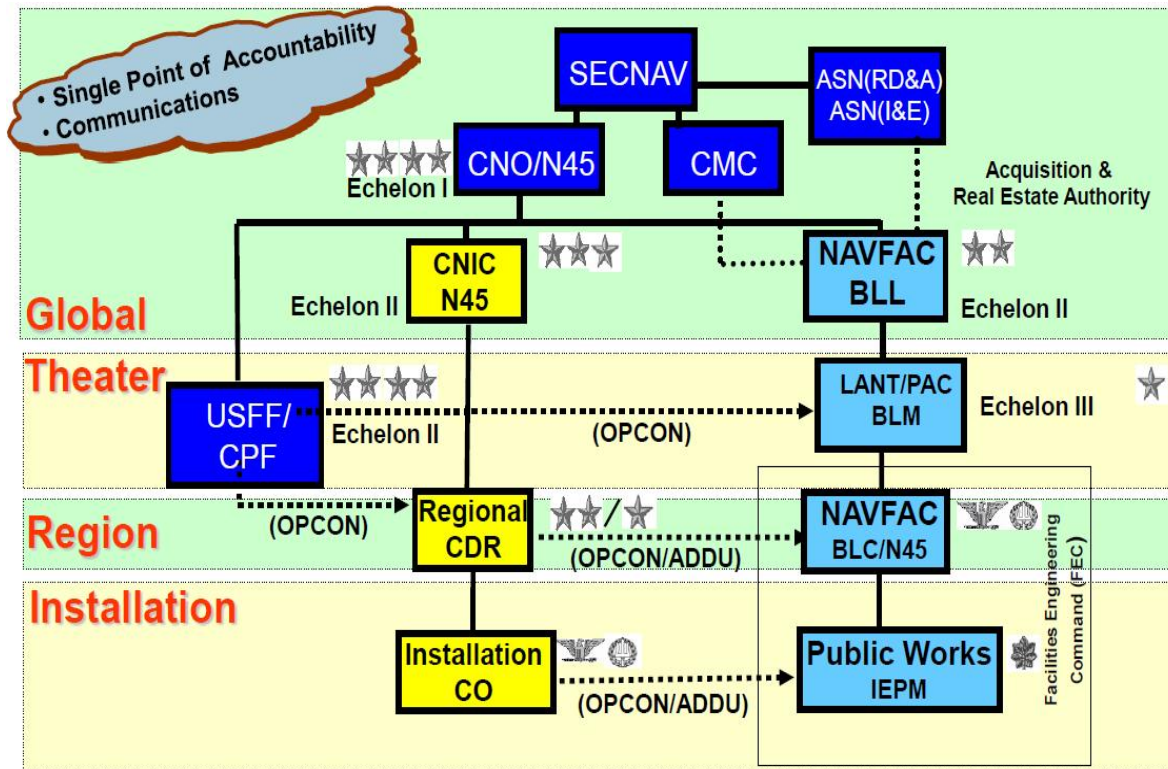 • Single Point of Accountability
• Communications
SECNAV
ASN(RD&A)
ASN(I&E)
CNO/N45
Echelon I
CMC
Acquisition &
Real Estate Authority
CNIC
N45
Echelon II
NAVFAC
BLL
Echelon II
Global
Theater
USFF/
CPF
Echelon II
(OPCON)
LANT/PAC
BLM
Echelon III
(OPCON)
Region
Regional
CDR
/
(OPCON/ADDU)
NAVFAC
BLC/N45
Facilities Engineering
Command (FEC)
Installation
Installation
CO
(OPCON/ADDU)
Public Works
IEPM